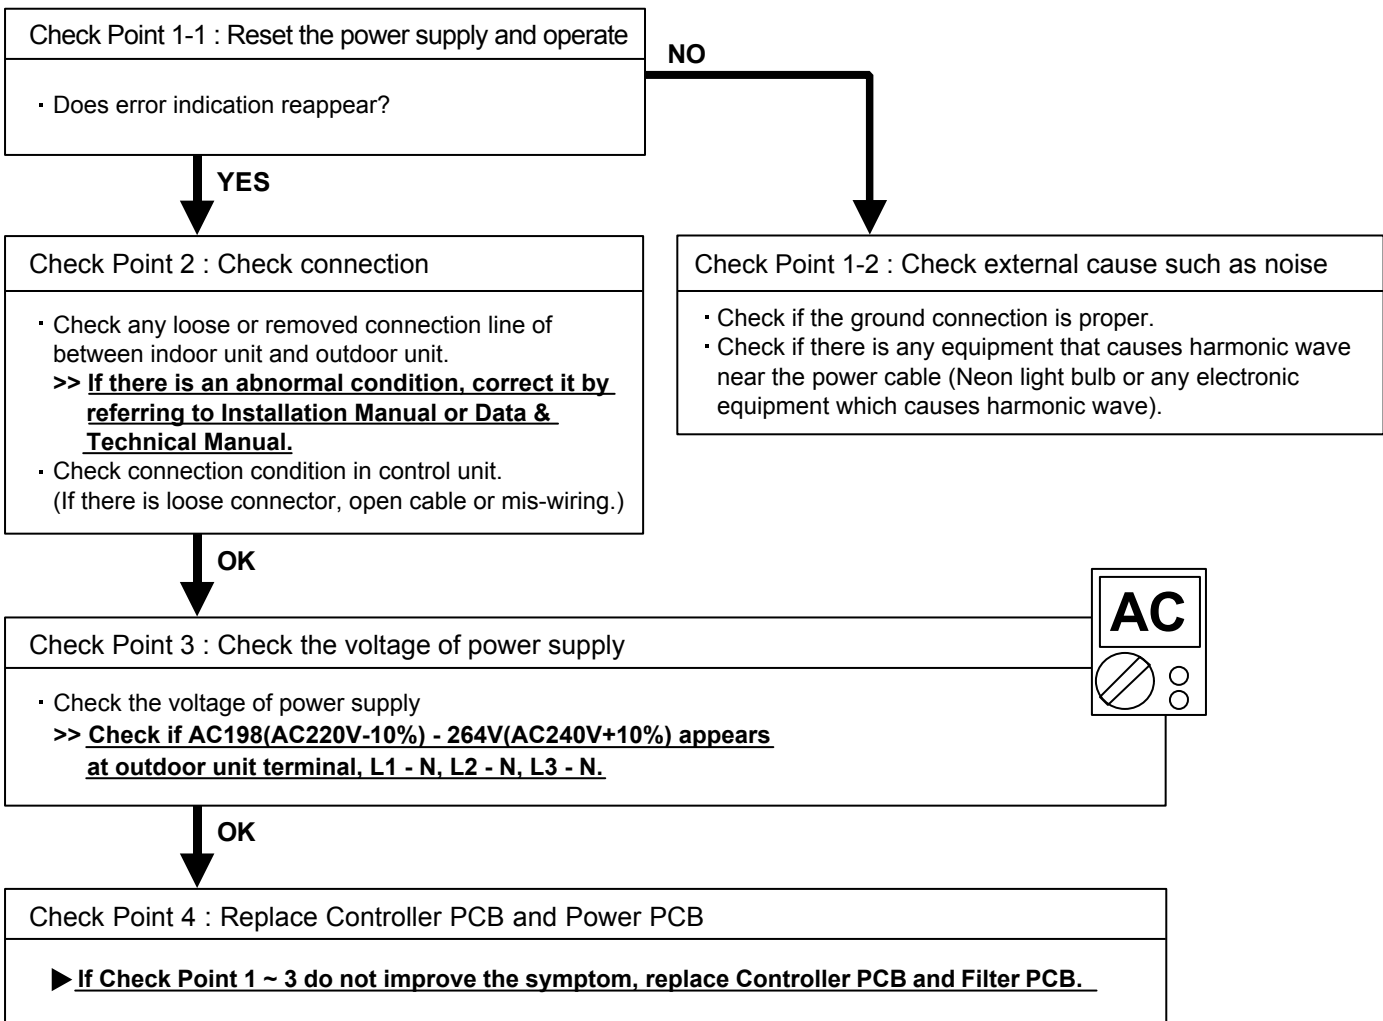 Check Point 1-1 : Reset the power supply and operate
· Does error indication reappear?
NO
YES
Check Point 2 : Check connection
· Check any loose or removed connection line of
between indoor unit and outdoor unit.
>> If there is an abnormal condition, correct it by
referring to Installation Manual or Data &
Technical Manual.
· Check connection condition in control unit.
(If there is loose connector, open cable or mis-wiring.)
Check Point 1-2 : Check external cause such as noise
· Check if the ground connection is proper.
· Check if there is any equipment that causes harmonic wave
near the power cable (Neon light bulb or any electronic
equipment which causes harmonic wave).
OK
AC
Check Point 3 : Check the voltage of power supply
· Check the voltage of power supply
>> Check if AC198(AC220V-10%) - 264V(AC240V+10%) appears
at outdoor unit terminal, L1 - N, L2 - N, L3 - N.
OK
Check Point 4 : Replace Controller PCB and Power PCB
▶ If Check Point 1 ~ 3 do not improve the symptom, replace Controller PCB and Filter PCB.